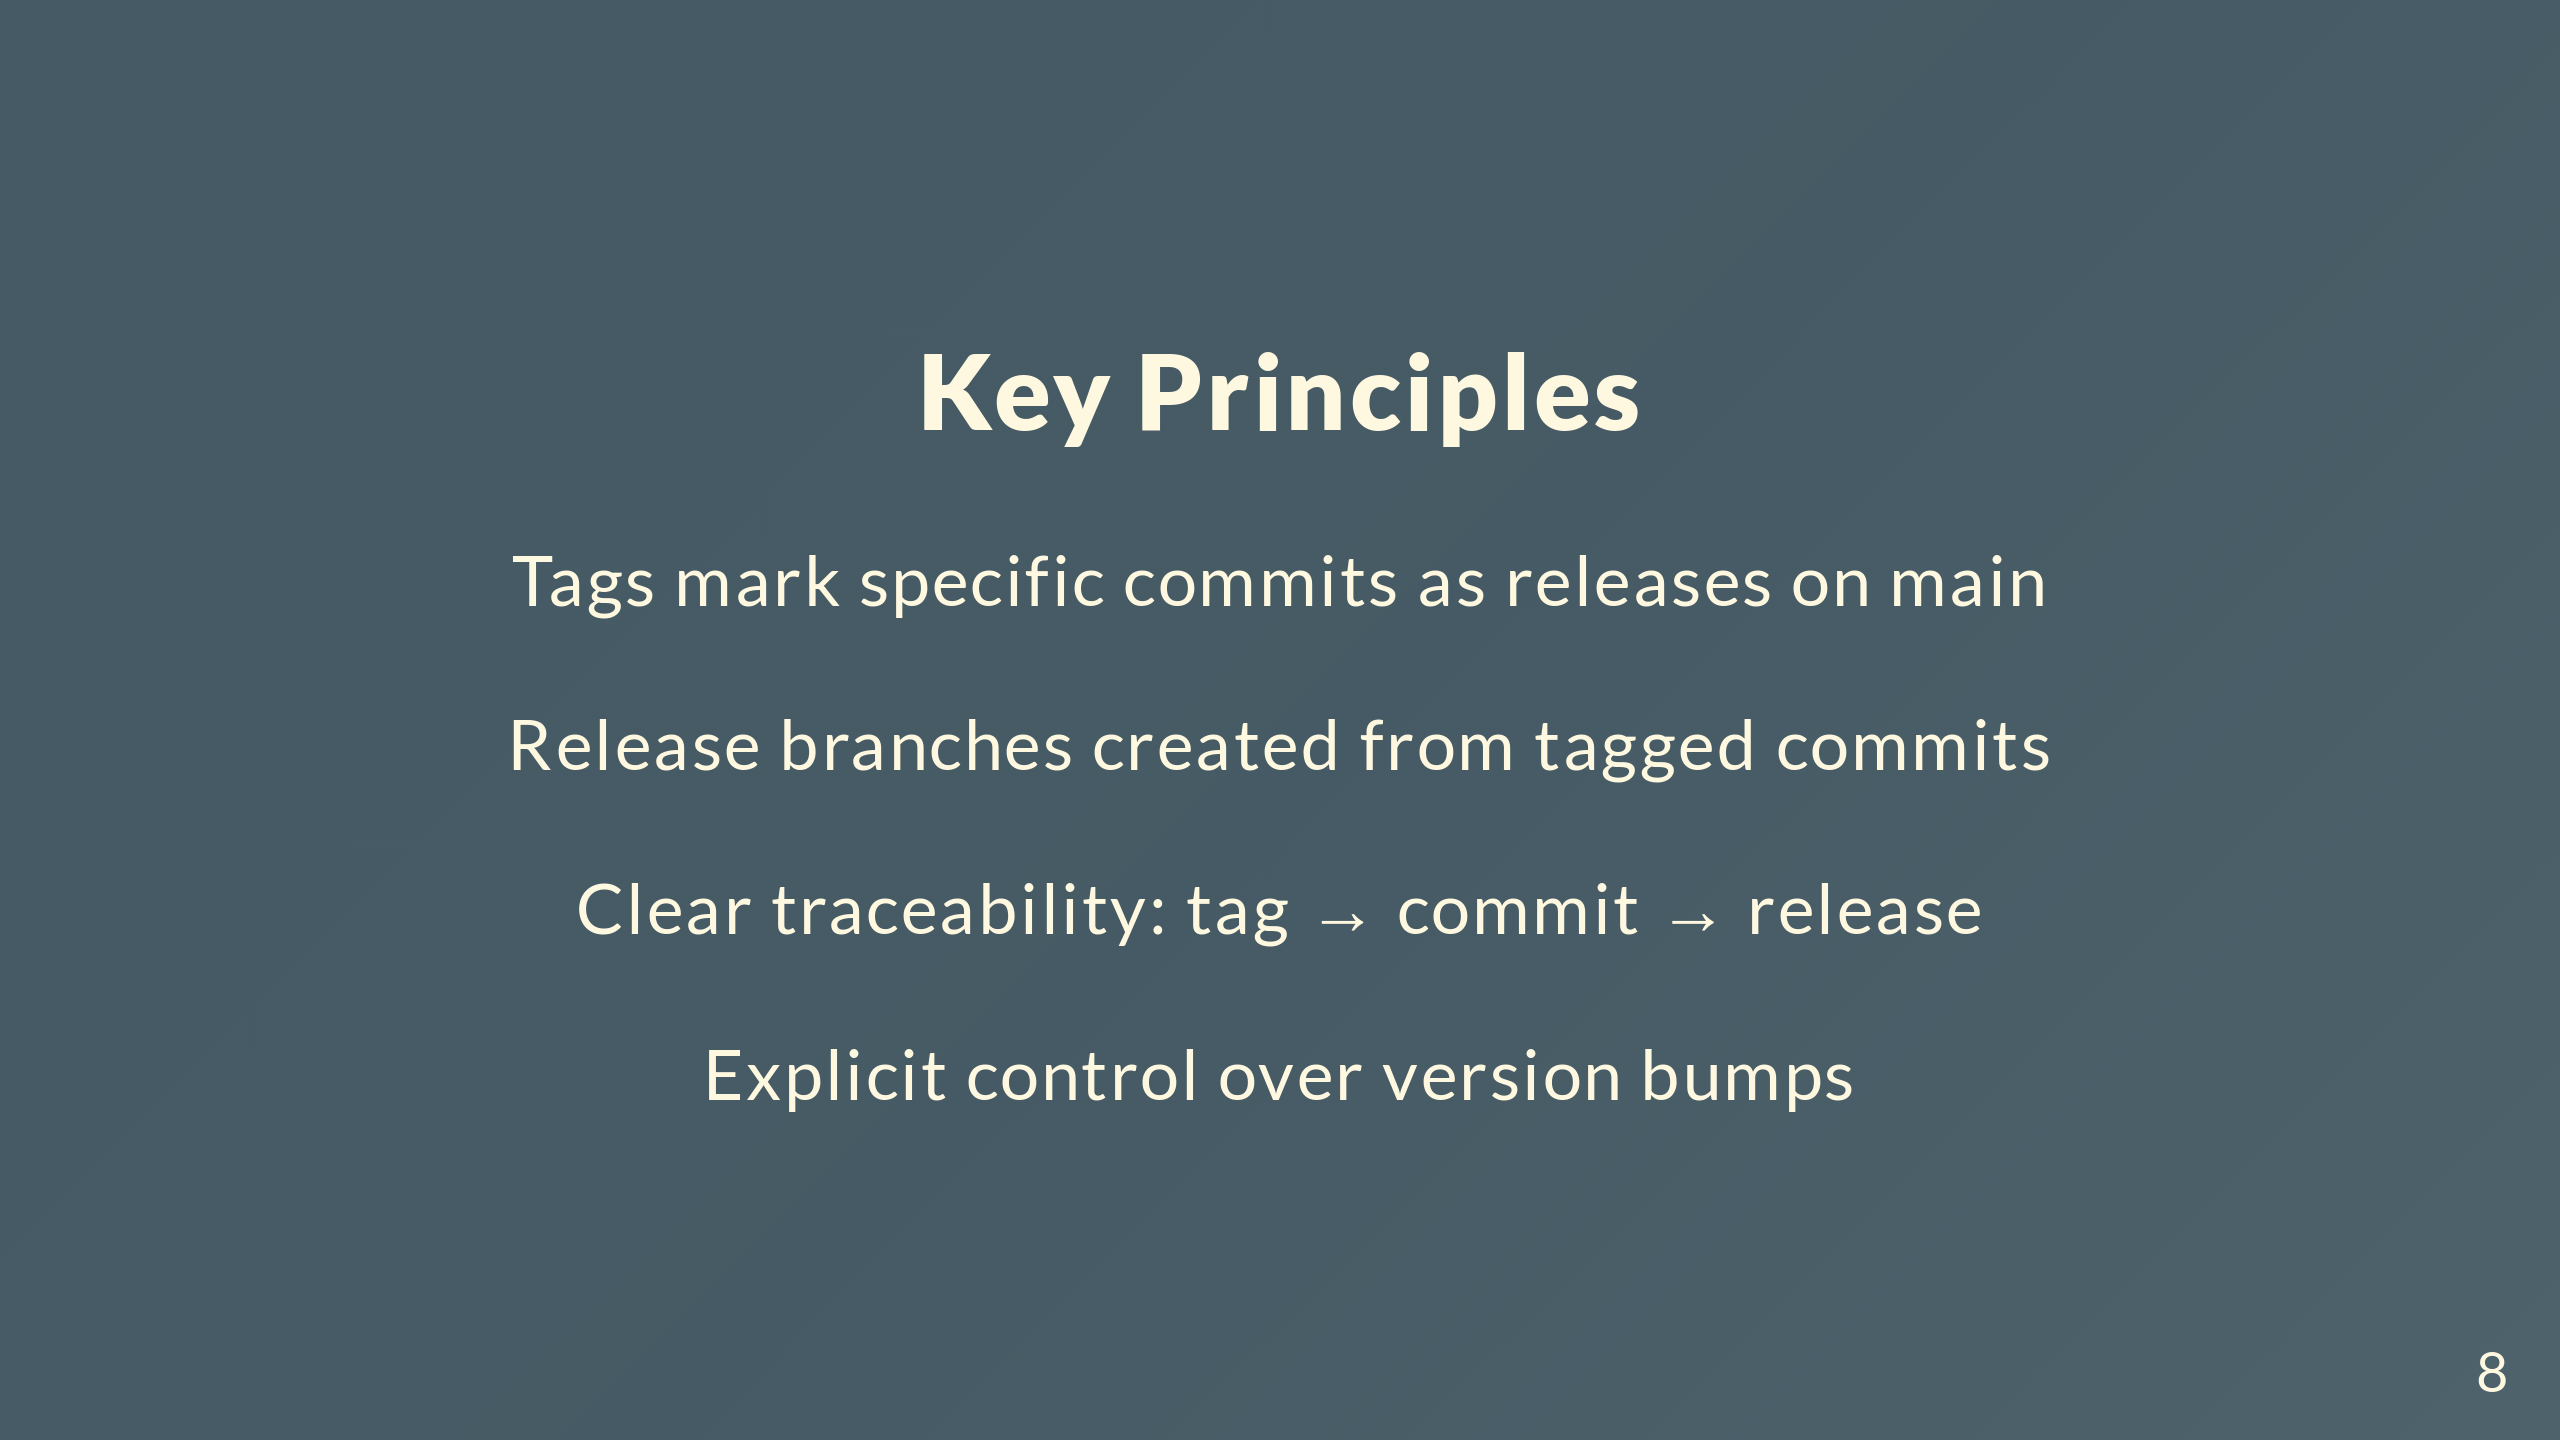 Key Principles
Tags mark specific commits as releases on main
Release branches created from tagged commits
Clear traceability: tag → commit → release
Explicit control over version bumps
8